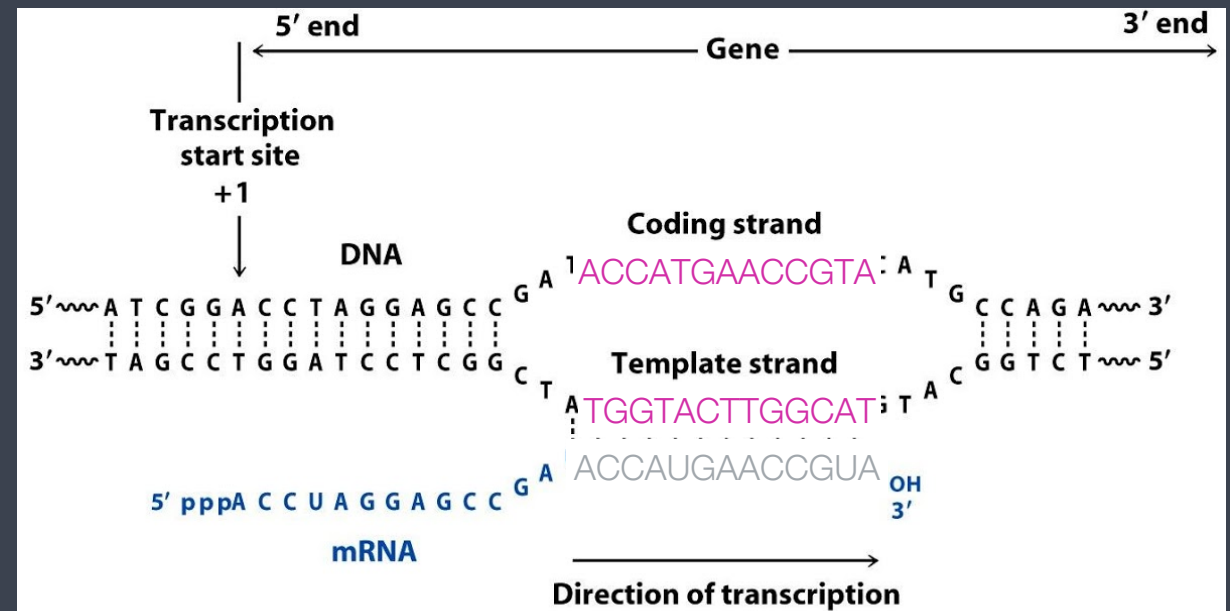 5′ end
3′ end
Gene
Transcription
start site
+1
DNA
Coding strand
5′ A T C G G A C C T A G G A G C C G A ACCATGAACCGTA A T G C C A G A 3′
3′ T A G C C T G G A T C C T C G G C T A TGGTACTTGGCAT T A C G G T C T 5′
Template strand
5′ pppA C C U A G G A G C C G A ACCAUGAACCGUA
OH
3′
mRNA
Direction of transcription